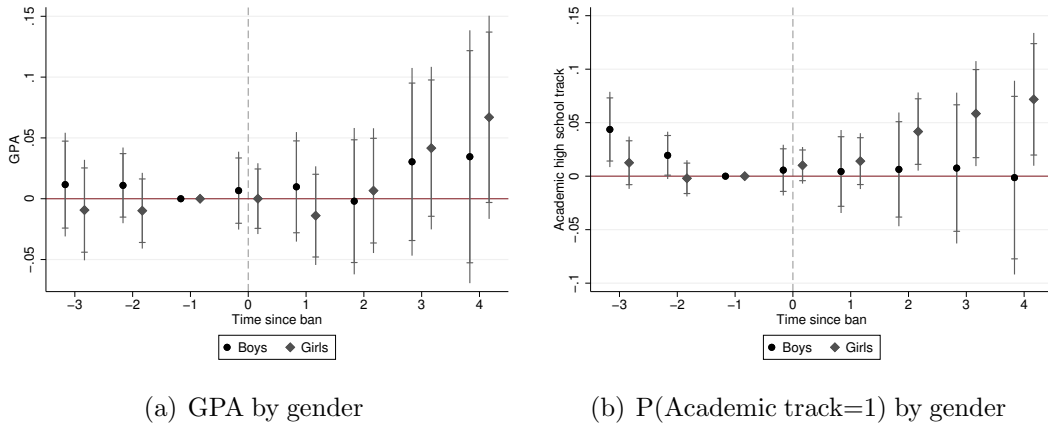 .15
.1
.05
0
-.05
GPA
−3 −2 −1 0 1 2 3 4
Time since ban
Boys Girls
(a) GPA by gender
.15
.1
.05
0
-.05
-.1
Academic high school track
−3 −2 −1 0 1 2 3 4
Time since ban
Boys Girls
(b) P(Academic track=1) by gender